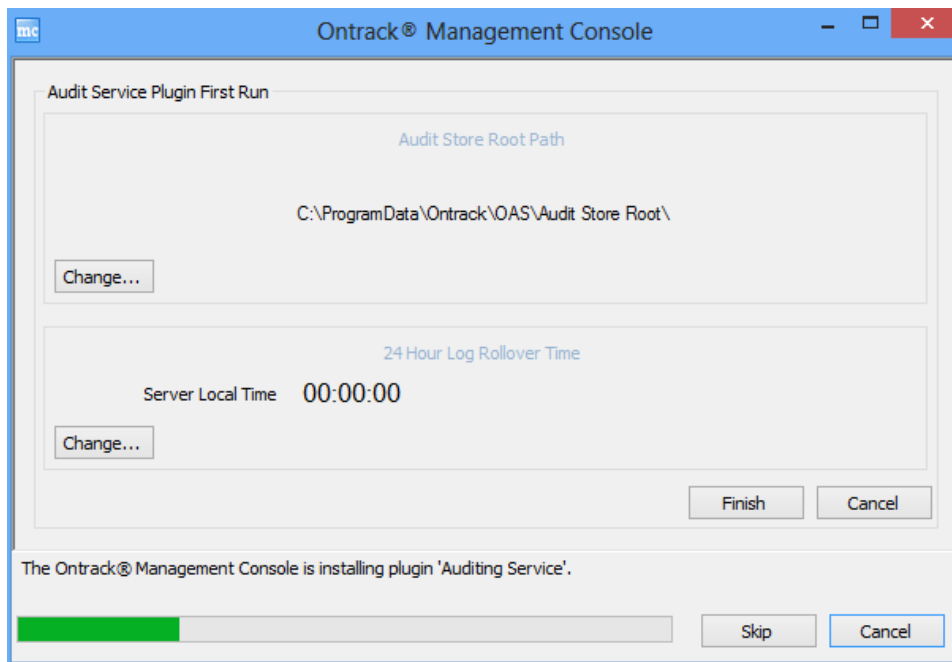 mc
Ontrack® Management Console
Audit Service Plugin First Run
Audit Store Root Path
C:\ProgramData\Ontrack\OAS\Audit Store Root\
Change...
24 Hour Log Rollover Time
Server Local Time 00:00:00
Change...
Finish Cancel
The Ontrack® Management Console is installing plugin 'Auditing Service'.
Skip Cancel